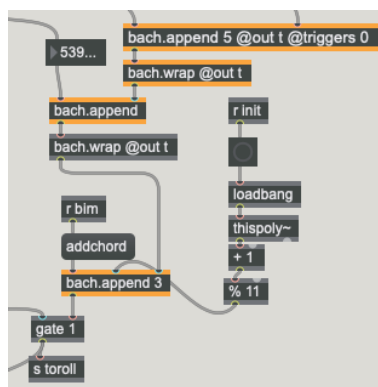 bach.append 5 @out t @triggers 0
539...
bach.wrap @out t
bach.append
r init
bach.wrap @out t
loadbang
r bim
thispoly~
addchord
+ 1
bach.append 3
% 11
gate 1
s toroll